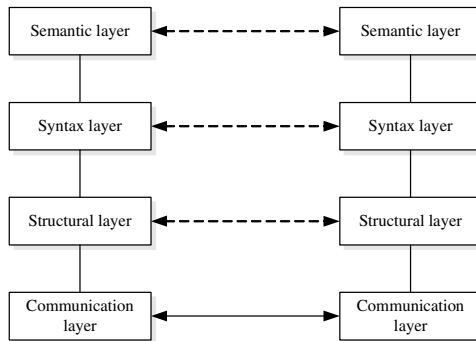 Semantic layer
Semantic layer
Syntax layer
Syntax layer
Structural layer
Structural layer
Communication
layer
Communication
layer